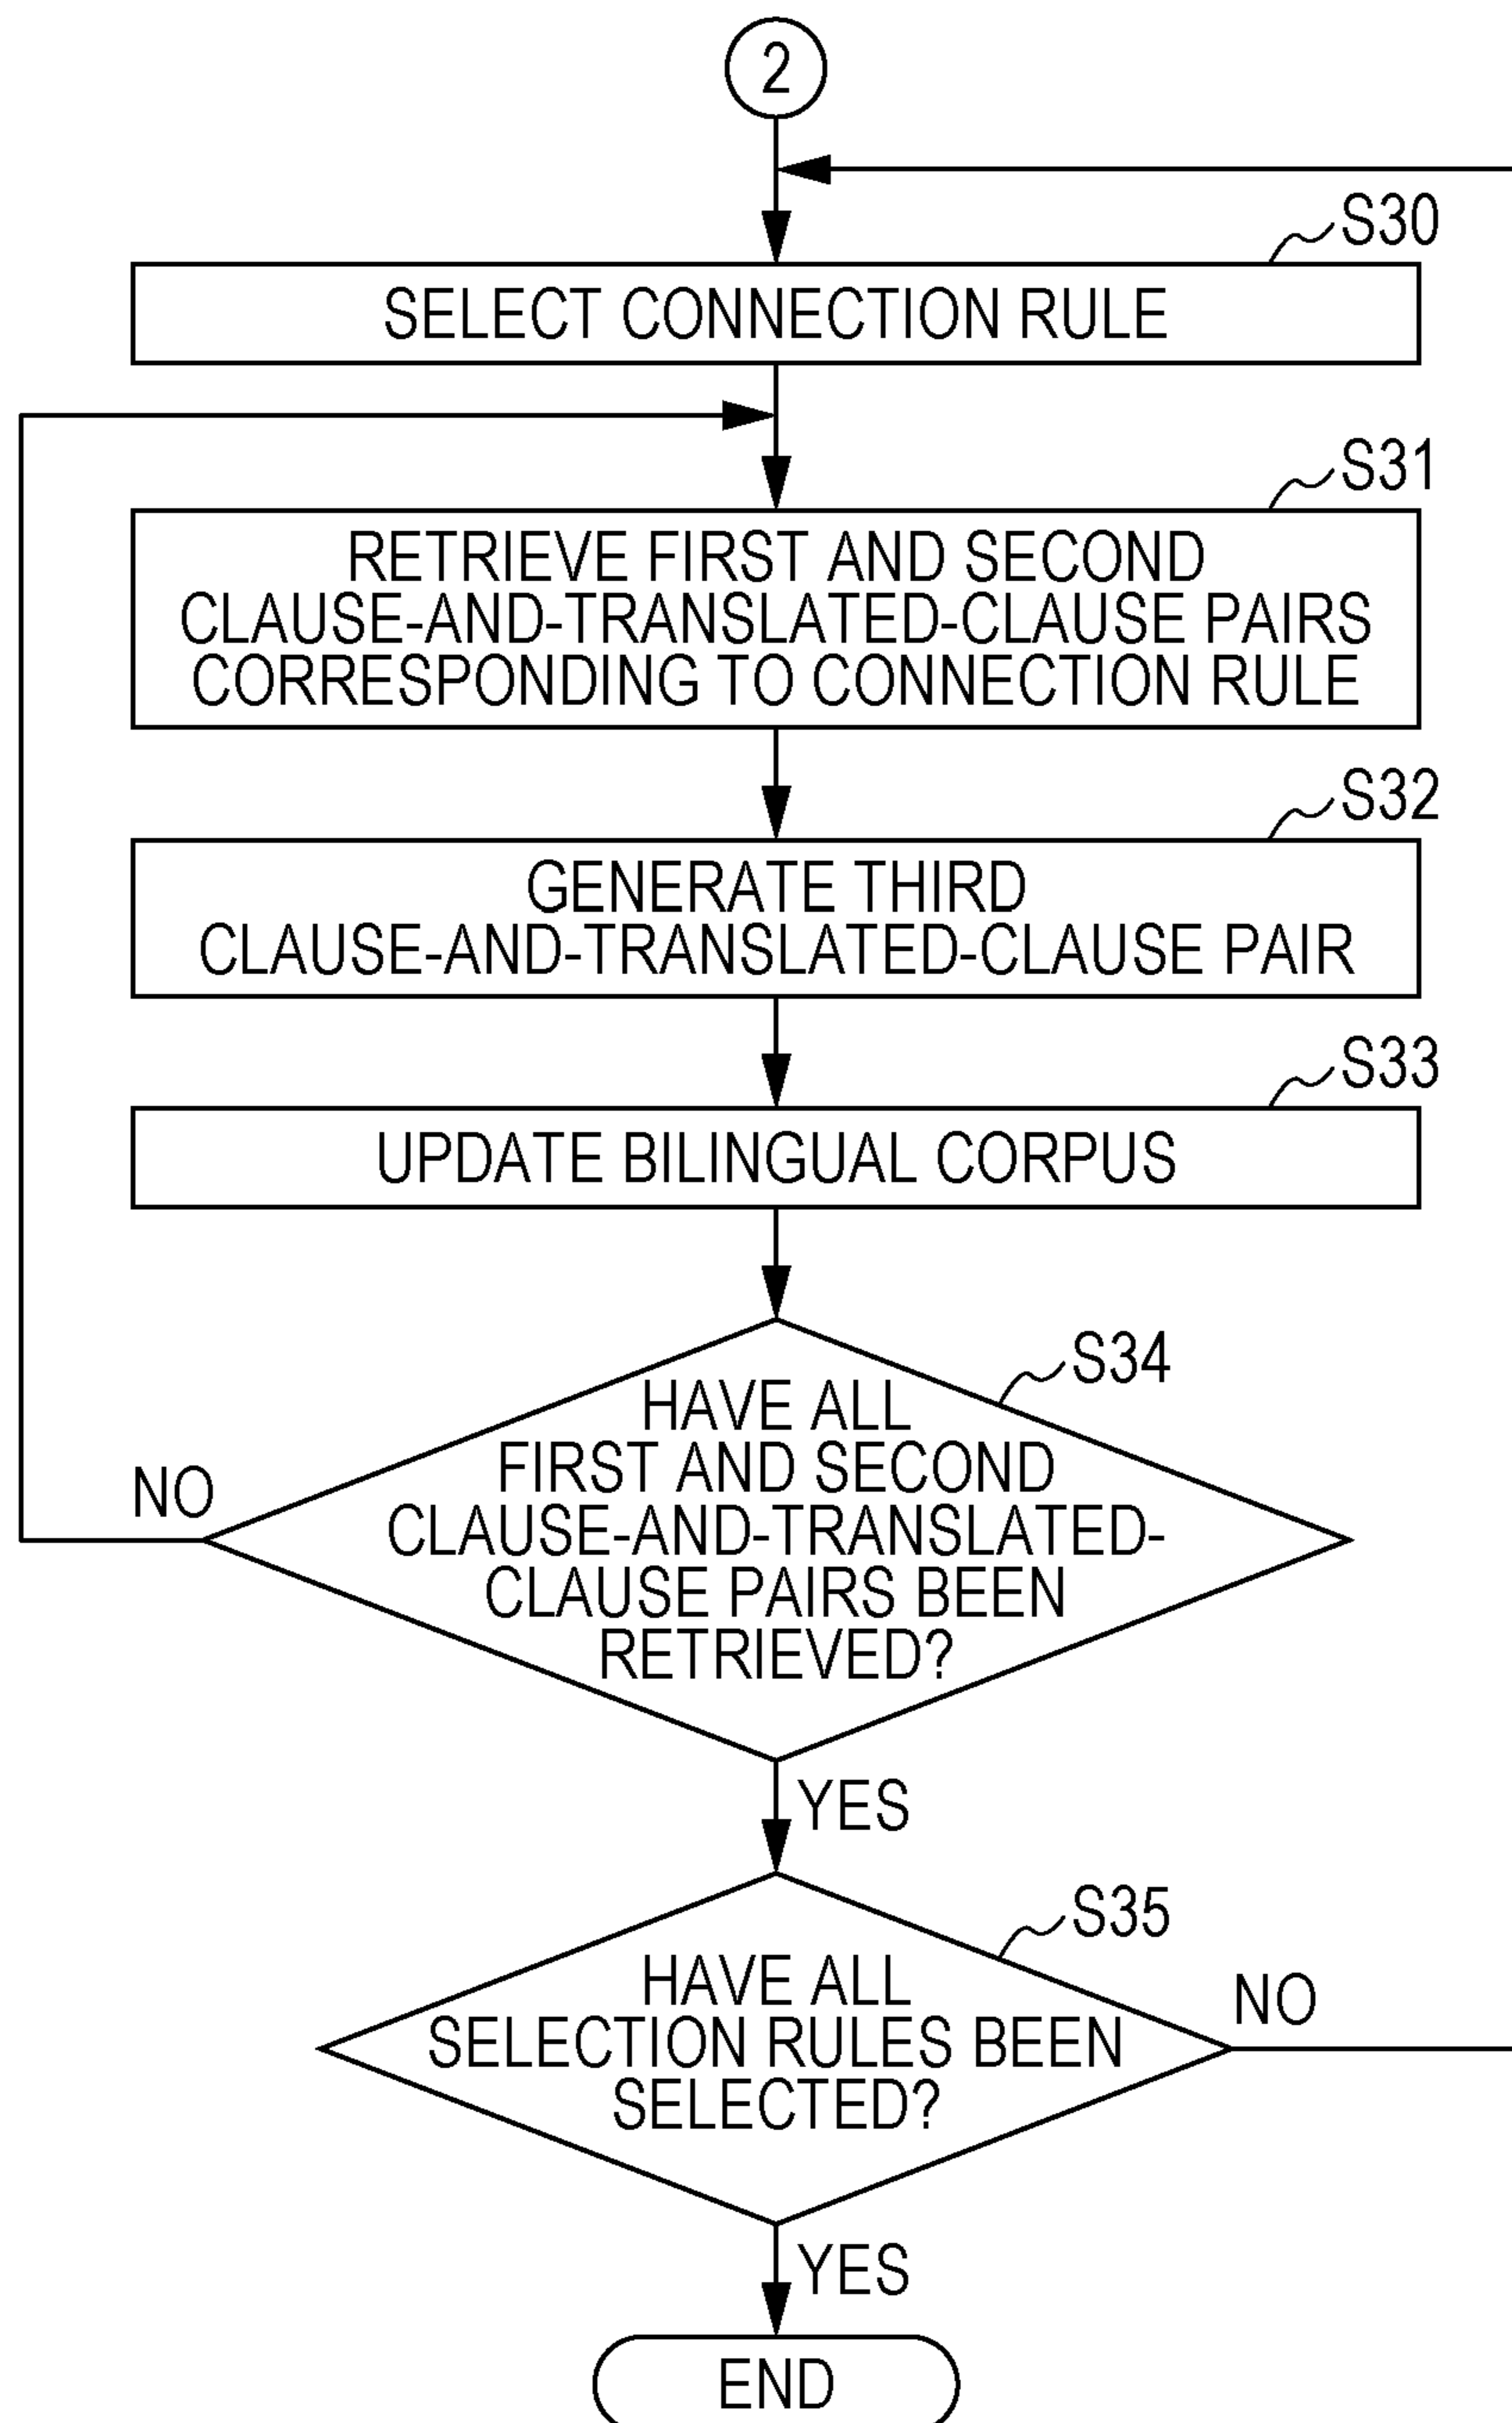 2
S30
SELECT CONNECTION RULE
S31
RETRIEVE FIRST AND SECOND
CLAUSE-AND-TRANSLATED-CLAUSE PAIRS
CORRESPONDING TO CONNECTION RULE
S32
GENERATE THIRD
CLAUSE-AND-TRANSLATED-CLAUSE PAIR
S33
UPDATE BILINGUAL CORPUS
S34
HAVE ALL
FIRST AND SECOND
CLAUSE-AND-TRANSLATED-
CLAUSE PAIRS BEEN
RETRIEVED?
NO
YES
S35
HAVE ALL
SELECTION RULES BEEN
SELECTED?
NO
YES
END